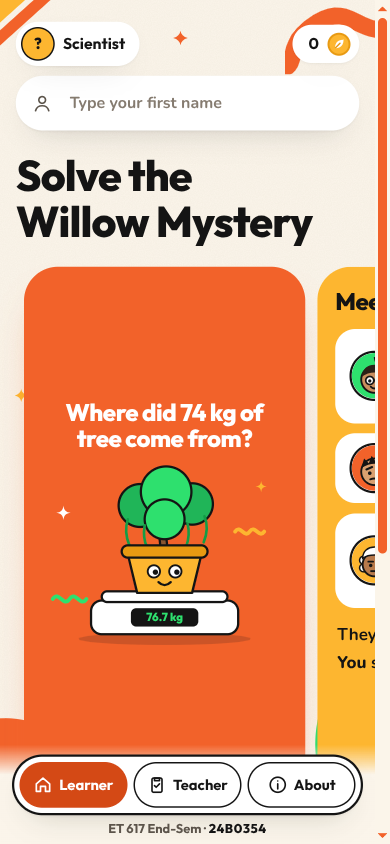 ?
Scientist
0
Type your first name
Solve the
Willow Mystery
Where did 74 kg of
tree come from?
76.7 kg
Mee
They
You s
Learner
Teacher
About
ET 617 End-Sem · 24B0354